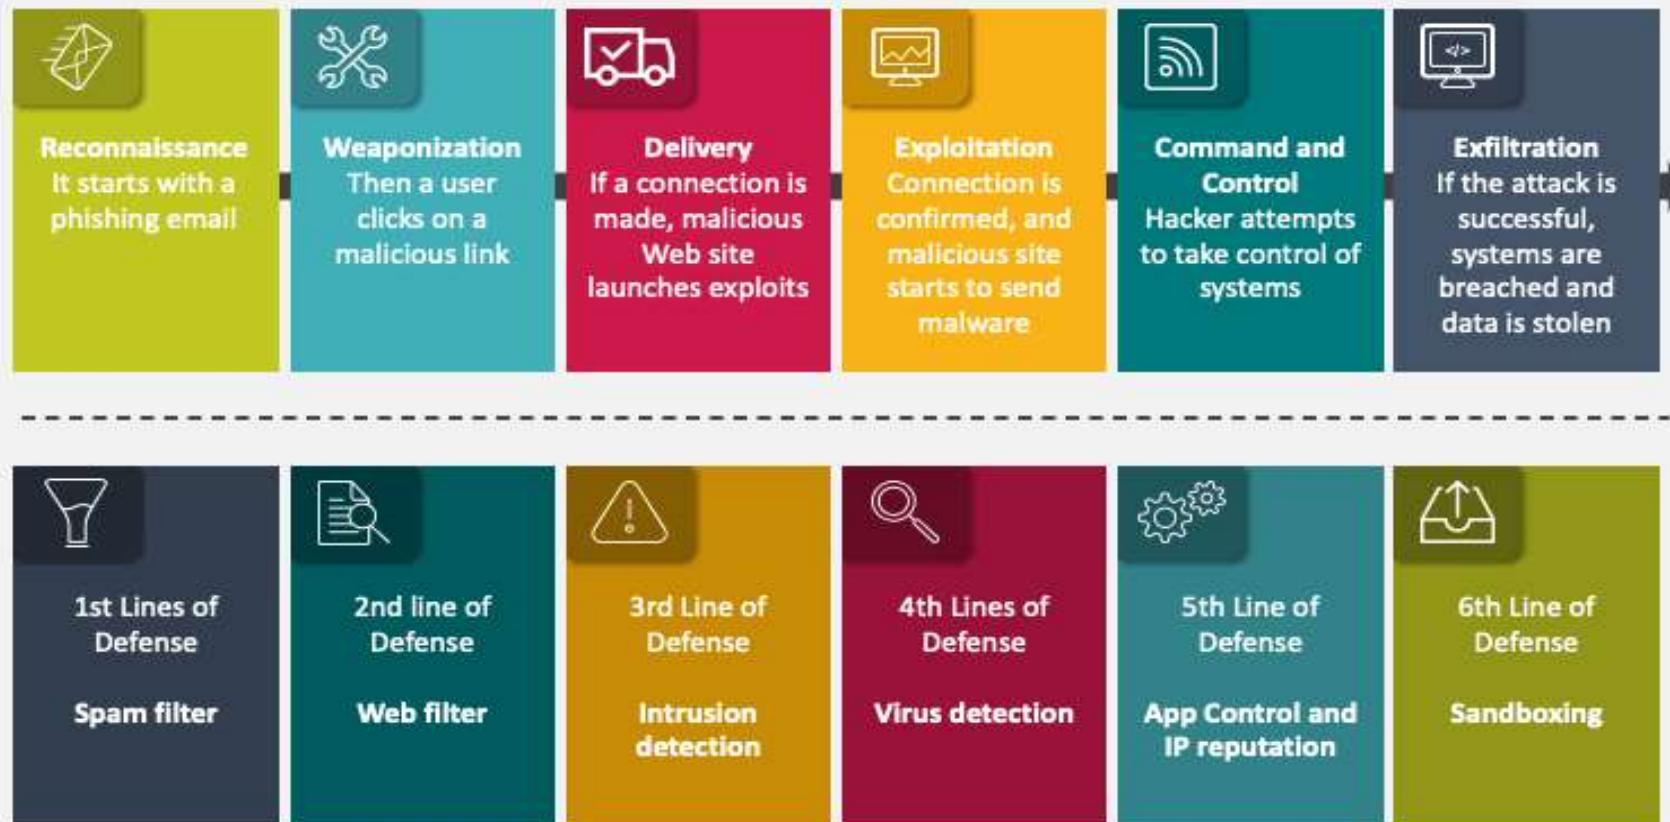 Reconnaissance
It starts with a
phishing email
Weaponization
Then a user
clicks on a
malicious link
Delivery
If a connection is
made, malicious
Web site
launches exploits
Exploitation
Connection is
confirmed, and
malicious site
starts to send
malware
Command and
Control
Hacker attempts
to take control of
systems
</>
Exfiltration
If the attack is
successful,
systems are
breached and
data is stolen
1st Lines of
Defense
Spam filter
2nd line of
Defense
Web filter
3rd Line of
Defense
Intrusion
detection
4th Lines of
Defense
Virus detection
5th Line of
Defense
App Control and
IP reputation
6th Line of
Defense
Sandboxing